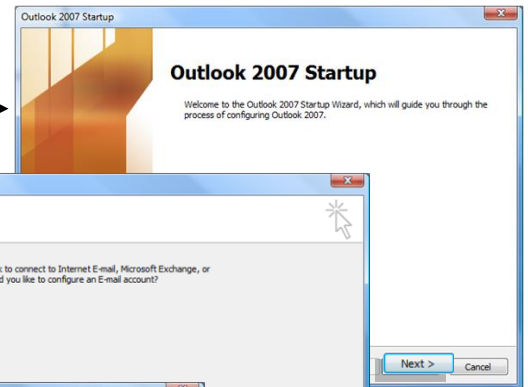 Outlook 2007 Startup
Outlook 2007 Startup
Welcome to the Outlook 2007 Startup Wizard, which will guide you through the
process of configuring Outlook 2007.
to connect to Internet E-mail, Microsoft Exchange, or
you like to configure an E-mail account?
Next >
Cancel